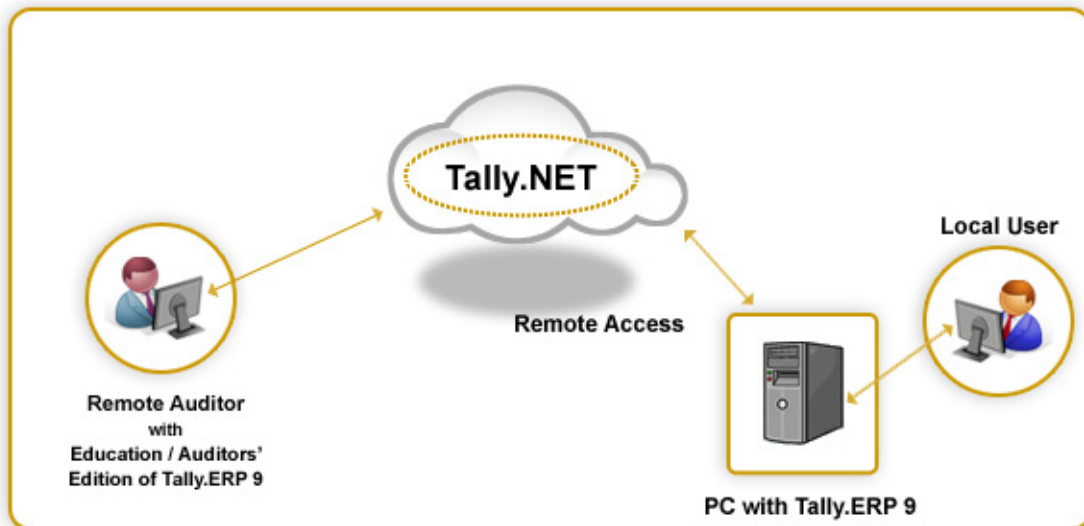 Tally.NET
Local User
Remote Access
Remote Auditor
with
Education / Auditors'
Edition of Tally.ERP 9
PC with Tally.ERP 9